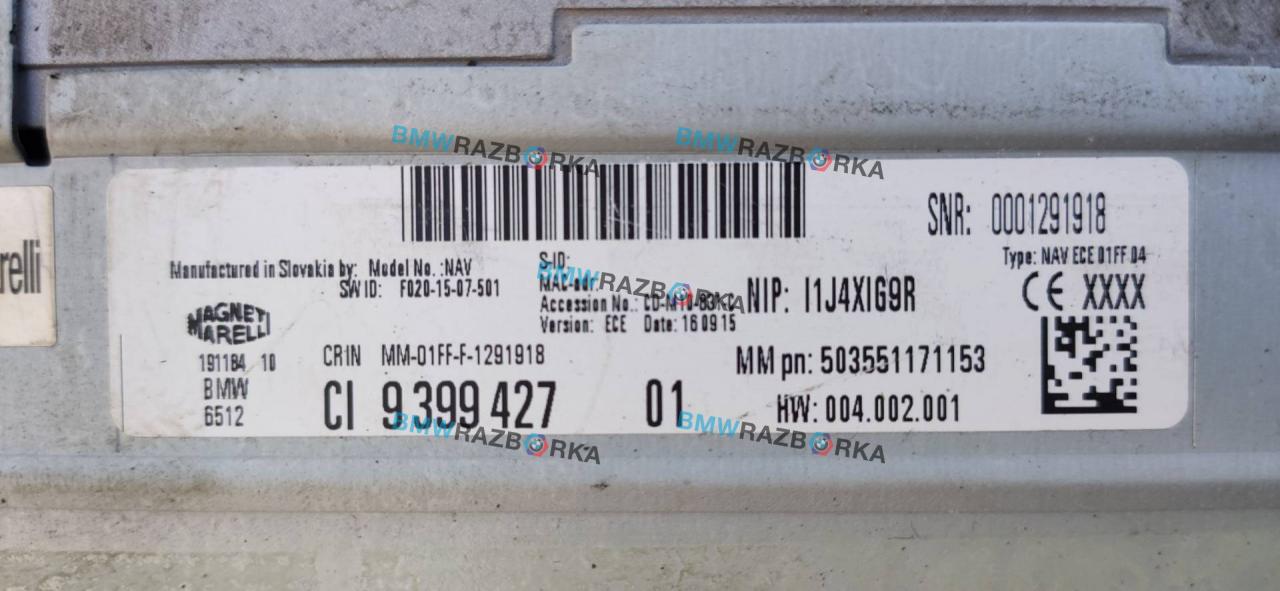 BMWRAZBORKA
BMWRAZBORKA
SNR: 0001291918
Type: NAV ECE 01FF 04
Manufactured in Slovakia by: Model No.:NAV
SW ID: F020-15-07-501
S-ID:
MAC-adr.
BMWRAZBORKA
Accession No.:
Version: ECE Date: 160915
NIP: I1J4XIG9R
CE XXXX
relli
MAGNETI
MARELLI
191184 10
BMW
6512
CRIN MM-01FF-F-1291918
CI 9 399 427 01
MM pn: 503551171153
HW: 004.002.001
BMWRAZBORKA
BMWRAZBORKA